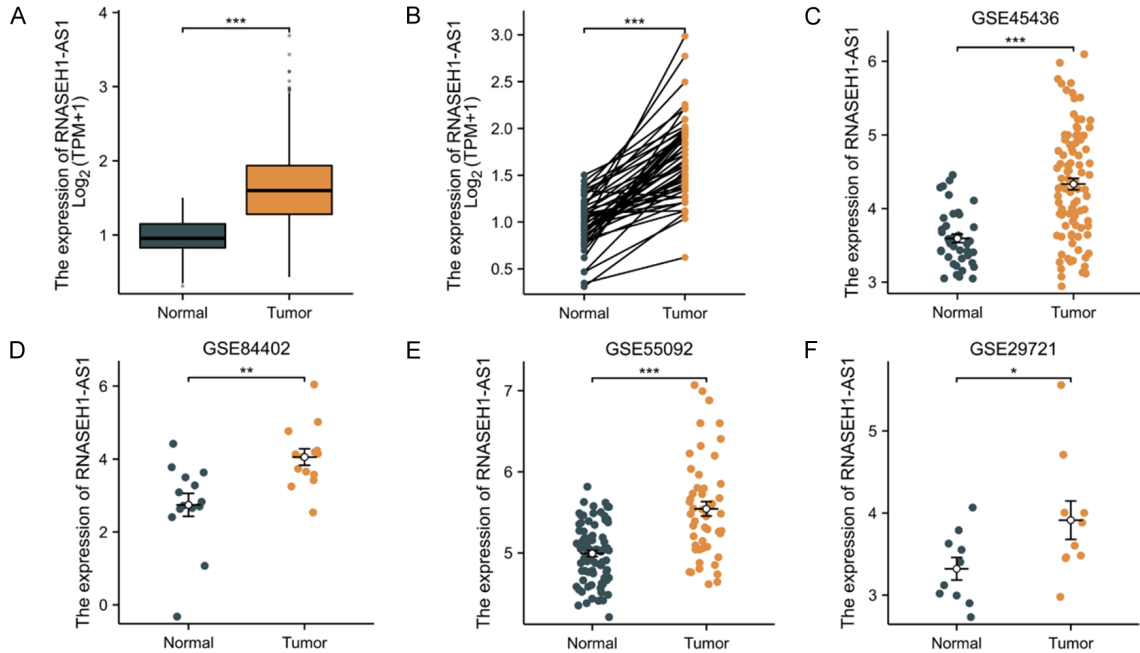 A
The expression of RNASEH1-AS1
Log2 (TPM+1)
4
3
2
1
***
Normal
Tumor
B
The expression of RNASEH1-AS1
Log2 (TPM+1)
3.0
2.5
2.0
1.5
1.0
0.5
***
Normal
Tumor
C
GSE45436
The expression of RNASEH1-AS1
6
5
4
3
***
Normal
Tumor
D
GSE84402
The expression of RNASEH1-AS1
6
4
2
0
**
Normal
Tumor
E
GSE55092
The expression of RNASEH1-AS1
7
6
5
***
Normal
Tumor
F
GSE29721
The expression of RNASEH1-AS1
5
4
3
*
Normal
Tumor